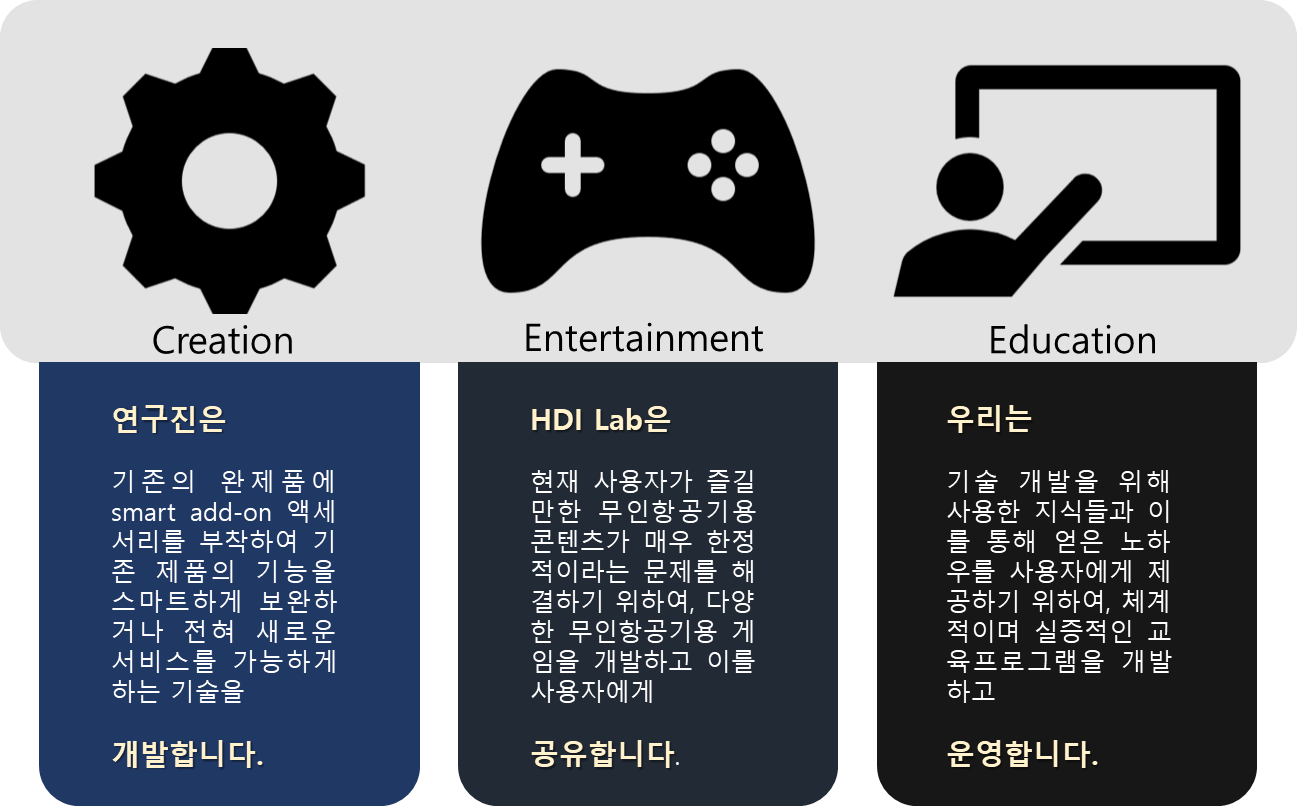 Creation
Entertainment
Education
연구진은
기존의 완제품에
smart add-on 액세
서리를 부착하여 기
존 제품의 기능을
스마트하게 보완하
거나 전혀 새로운
서비스를 가능하게
하는 기술을
개발합니다.
HDI Lab은
현재 사용자가 즐길
만한 무인항공기용
콘텐츠가 매우 한정
적이라는 문제를 해
결하기 위하여, 다양
한 무인항공기용 게
임을 개발하고 이를
사용자에게
공유합니다.
우리는
기술 개발을 위해
사용한 지식들과 이
를 통해 얻은 노하
우를 사용자에게 제
공하기 위하여, 체계
적이며 실증적인 교
육프로그램을 개발
하고
운영합니다.